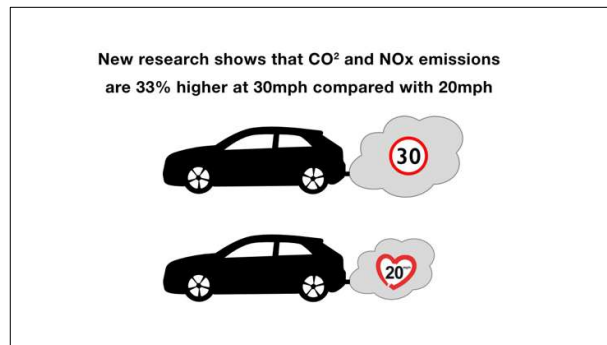 New research shows that CO² and NOx emissions
are 33% higher at 30mph compared with 20mph
30
20